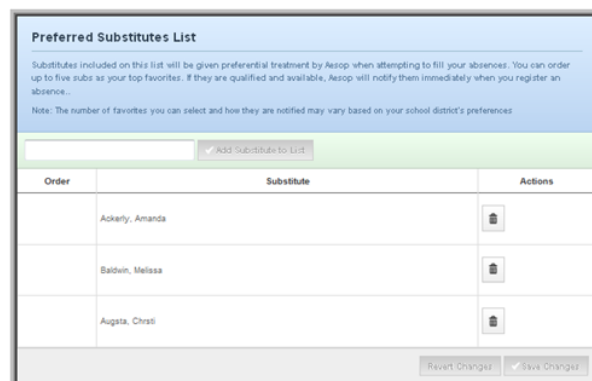 Preferred Substitutes List
Substitutes included on this list will be given preferential treatment by Aesop when attempting to fill your absences. You can order
up to five subs as your top favorites. If they are qualified and available, Aesop will notify them immediately when you register an
absence..
Note: The number of favorites you can select and how they are notified may vary based on your school district's preferences
Add Substitute to List
Order Substitute Actions
Ackerly, Amanda
Baldwin, Melissa
Augsta, Chrsti
Revert Changes Save Changes